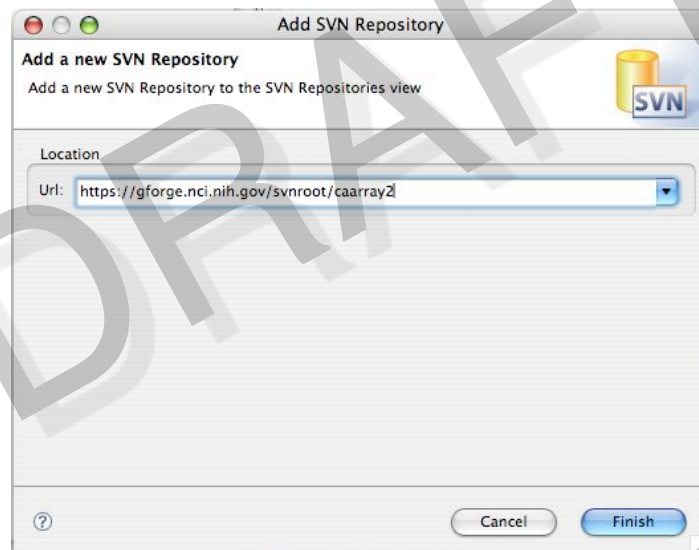 Add SVN Repository
Add a new SVN Repository
Add a new SVN Repository to the SVN Repositories view
SVN
Location
Url: https://gforge.nci.nih.gov/svnroot/caarray2
DRAF
? Cancel Finish